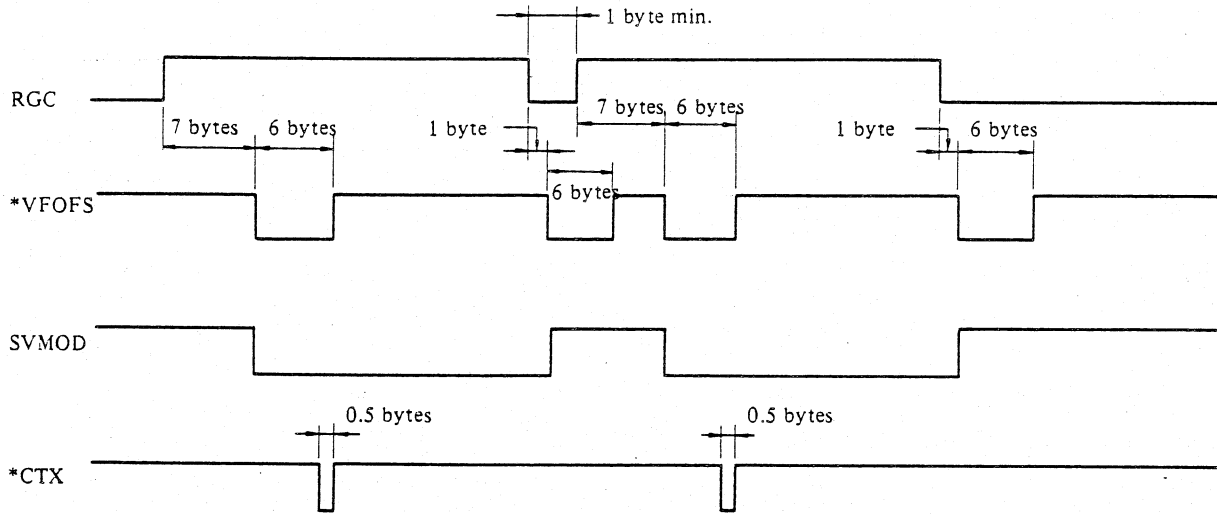 1 byte min.
RGC
7 bytes
6 bytes
1 byte
7 bytes
6 bytes
1 byte
6 bytes
6 bytes
*VFOFS
SVMOD
0.5 bytes
0.5 bytes
*CTX